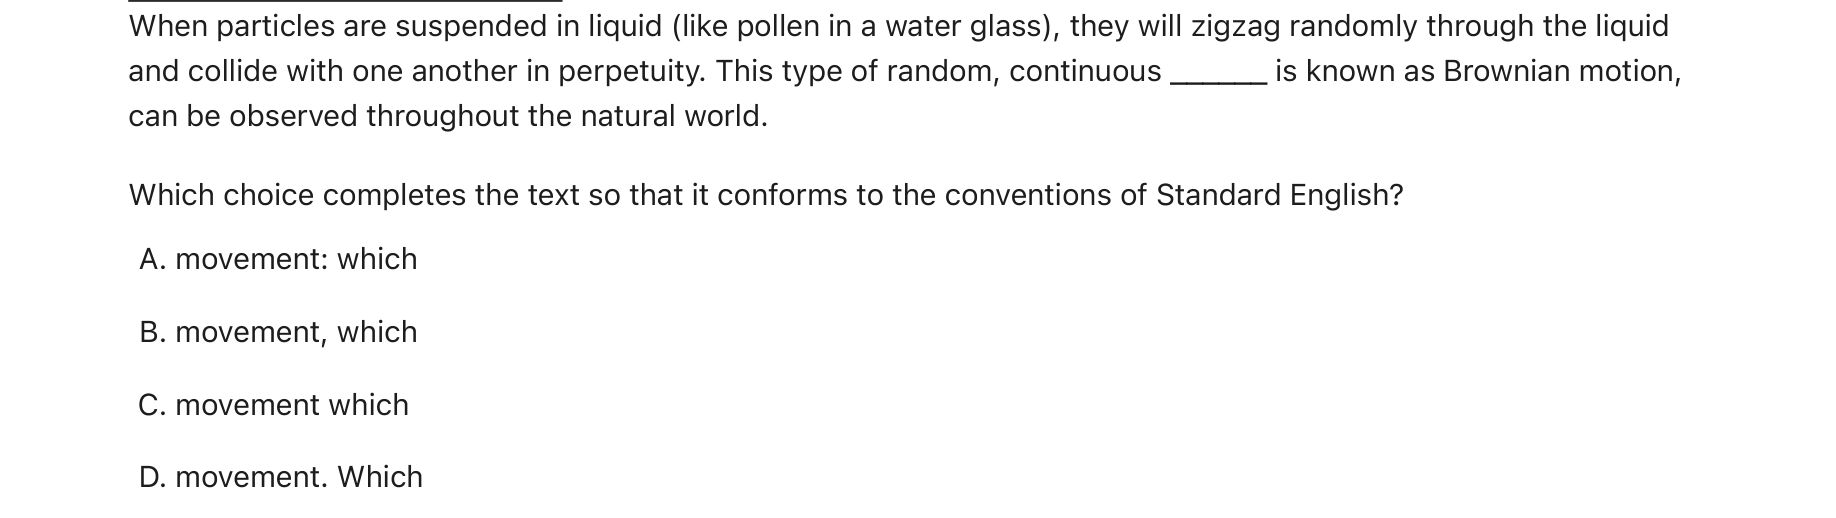 When particles are suspended in liquid (like pollen in a water glass), they will zigzag randomly through the liquid
and collide with one another in perpetuity. This type of random, continuous ______ is known as Brownian motion,
can be observed throughout the natural world.
Which choice completes the text so that it conforms to the conventions of Standard English?
A. movement: which
B. movement, which
C. movement which
D. movement. Which